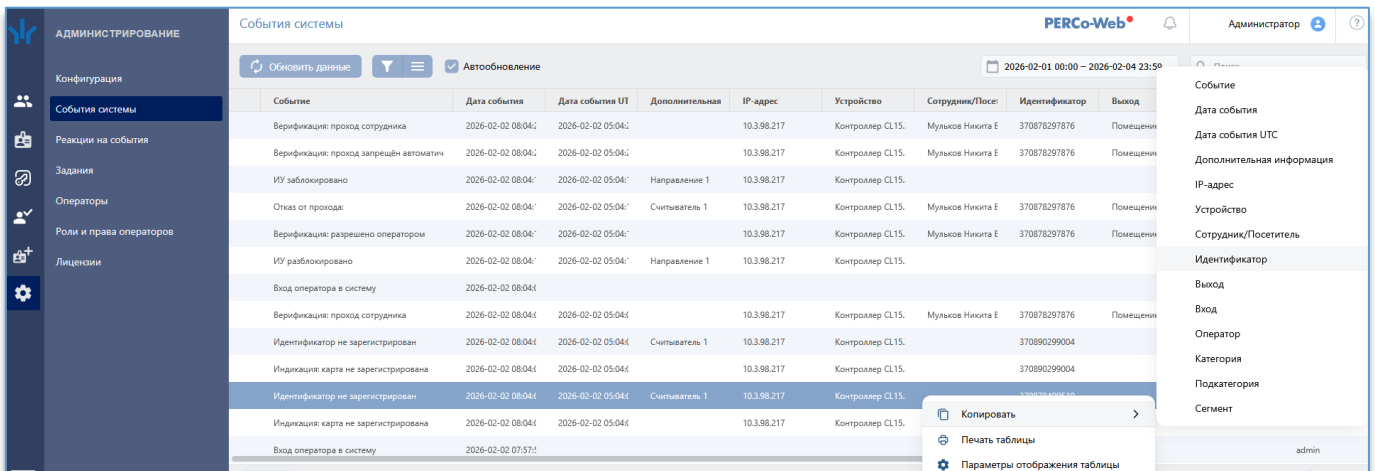 События системы
PERCo-Web
Администратор
?
АДМИНИСТРИРОВАНИЕ
Конфигурация
События системы
Реакции на события
Задания
Операторы
Роли и права операторов
Лицензии
Обновить данные
Автообновление
2026-02-01 00:00 – 2026-02-04 23:59
Событие Дата события Дата события UT Дополнительная IP-адрес Устройство Сотрудник/Посет Идентификатор Выход
Верификация: проход сотрудника 2026-02-02 08:04: 2026-02-02 05:04: 10.3.98.217 Контроллер CL15. Мульков Никита Е 370878297876 Помещение
Верификация: проход запрещён автоматич 2026-02-02 08:04: 2026-02-02 05:04: 10.3.98.217 Контроллер CL15. Мульков Никита Е 370878297876 Помещение
ИУ заблокировано 2026-02-02 08:04: 2026-02-02 05:04: Направление 1 10.3.98.217 Контроллер CL15.
Отказ от прохода: 2026-02-02 08:04: 2026-02-02 05:04: Считыватель 1 10.3.98.217 Контроллер CL15. Мульков Никита Е 370878297876 Помещение
Верификация: разрешено оператором 2026-02-02 08:04: 2026-02-02 05:04: 10.3.98.217 Контроллер CL15. Мульков Никита Е 370878297876 Помещение
ИУ разблокировано 2026-02-02 08:04: 2026-02-02 05:04: Направление 1 10.3.98.217 Контроллер CL15.
Вход оператора в систему 2026-02-02 08:04:
Верификация: проход сотрудника 2026-02-02 08:04: 2026-02-02 05:04: 10.3.98.217 Контроллер CL15. Мульков Никита Е 370878297876 Помещение
Идентификатор не зарегистрирован 2026-02-02 08:04: 2026-02-02 05:04: Считыватель 1 10.3.98.217 Контроллер CL15. 370890299004
Индикация: карта не зарегистрирована 2026-02-02 08:04: 2026-02-02 05:04: 10.3.98.217 Контроллер CL15. 370890299004
Идентификатор не зарегистрирован 2026-02-02 08:04: 2026-02-02 05:04: Считыватель 1 10.3.98.217 Контроллер CL15.
Индикация: карта не зарегистрирована 2026-02-02 08:04: 2026-02-02 05:04: 10.3.98.217 Контроллер CL15.
Вход оператора в систему 2026-02-02 07:57: admin
Копировать
Печать таблицы
Параметры отображения таблицы
Событие
Дата события
Дата события UTC
Дополнительная информация
IP-адрес
Устройство
Сотрудник/Посетитель
Идентификатор
Выход
Вход
Оператор
Категория
Подкатегория
Сегмент